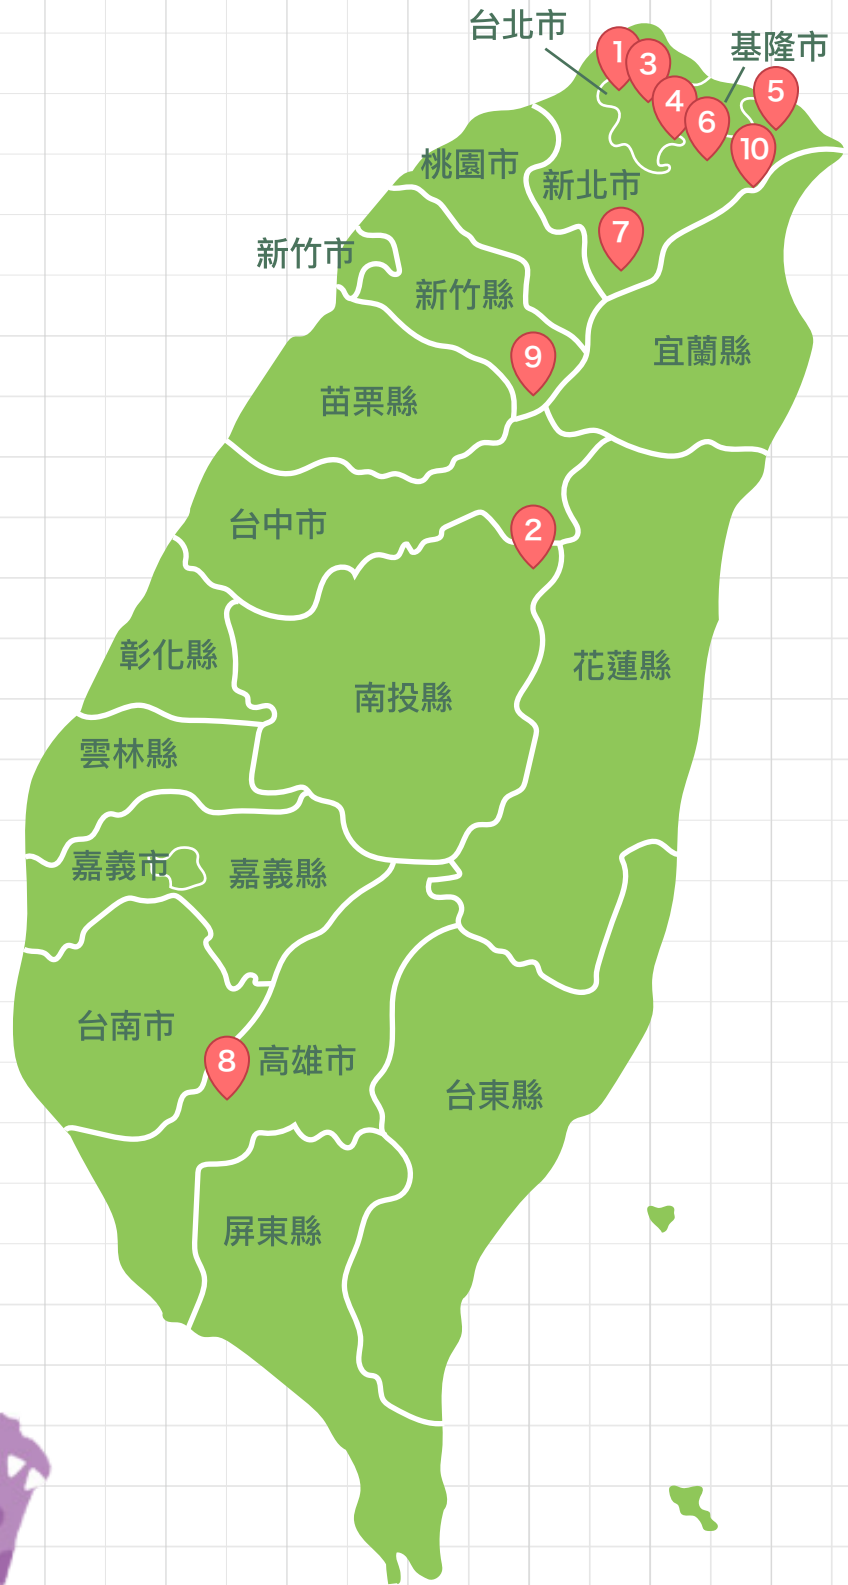 台北市
基隆市
1
3
5
4
6
10
桃園市
新北市
7
新竹市
新竹縣
9
宜蘭縣
苗栗縣
台中市
2
彰化縣
花蓮縣
南投縣
雲林縣
嘉義市
嘉義縣
台南市
8
高雄市
台東縣
屏東縣